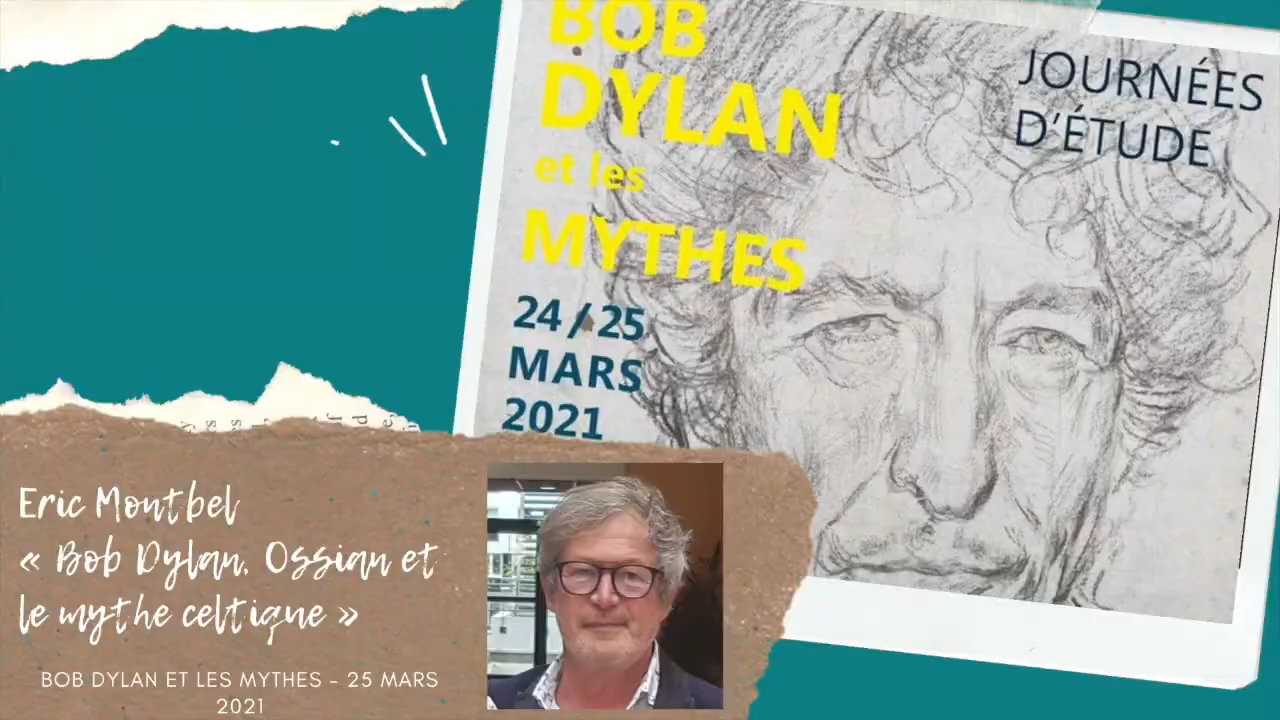 BOB
DYLAN
et les
MYTHES
24 / 25
MARS
2021
JOURNÉES
D'ÉTUDE
Eric Montbel
« Bob Dylan, Ossian et
le mythe celtique »
BOB DYLAN ET LES MYTHES - 25 MARS
2021